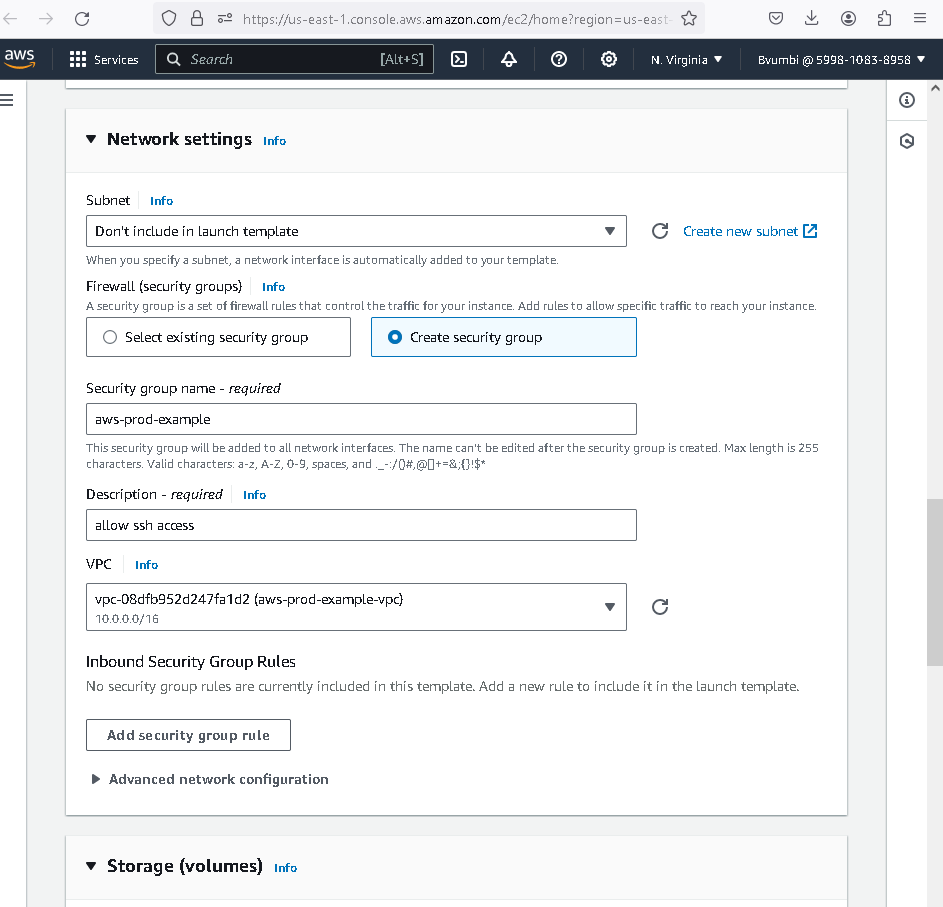 https://us-east-1.console.aws.amazon.com/ec2/home?region=us-east-
aws
Services
Search
[Alt+S]
N. Virginia
Bvumbi @ 5998-1083-8958
Network settings Info
Subnet Info
Don't include in launch template
Create new subnet
When you specify a subnet, a network interface is automatically added to your template.
Firewall (security groups) Info
A security group is a set of firewall rules that control the traffic for your instance. Add rules to allow specific traffic to reach your instance.
Select existing security group
Create security group
Security group name - required
aws-prod-example
This security group will be added to all network interfaces. The name can't be edited after the security group is created. Max length is 255
characters. Valid characters: a-z, A-Z, 0-9, spaces, and ._-:/()#,@[]+=&;{}!$*
Description - required Info
allow ssh access
VPC Info
vpc-08dfb952d247fa1d2 (aws-prod-example-vpc)
10.0.0.0/16
Inbound Security Group Rules
No security group rules are currently included in this template. Add a new rule to include it in the launch template.
Add security group rule
Advanced network configuration
Storage (volumes) Info